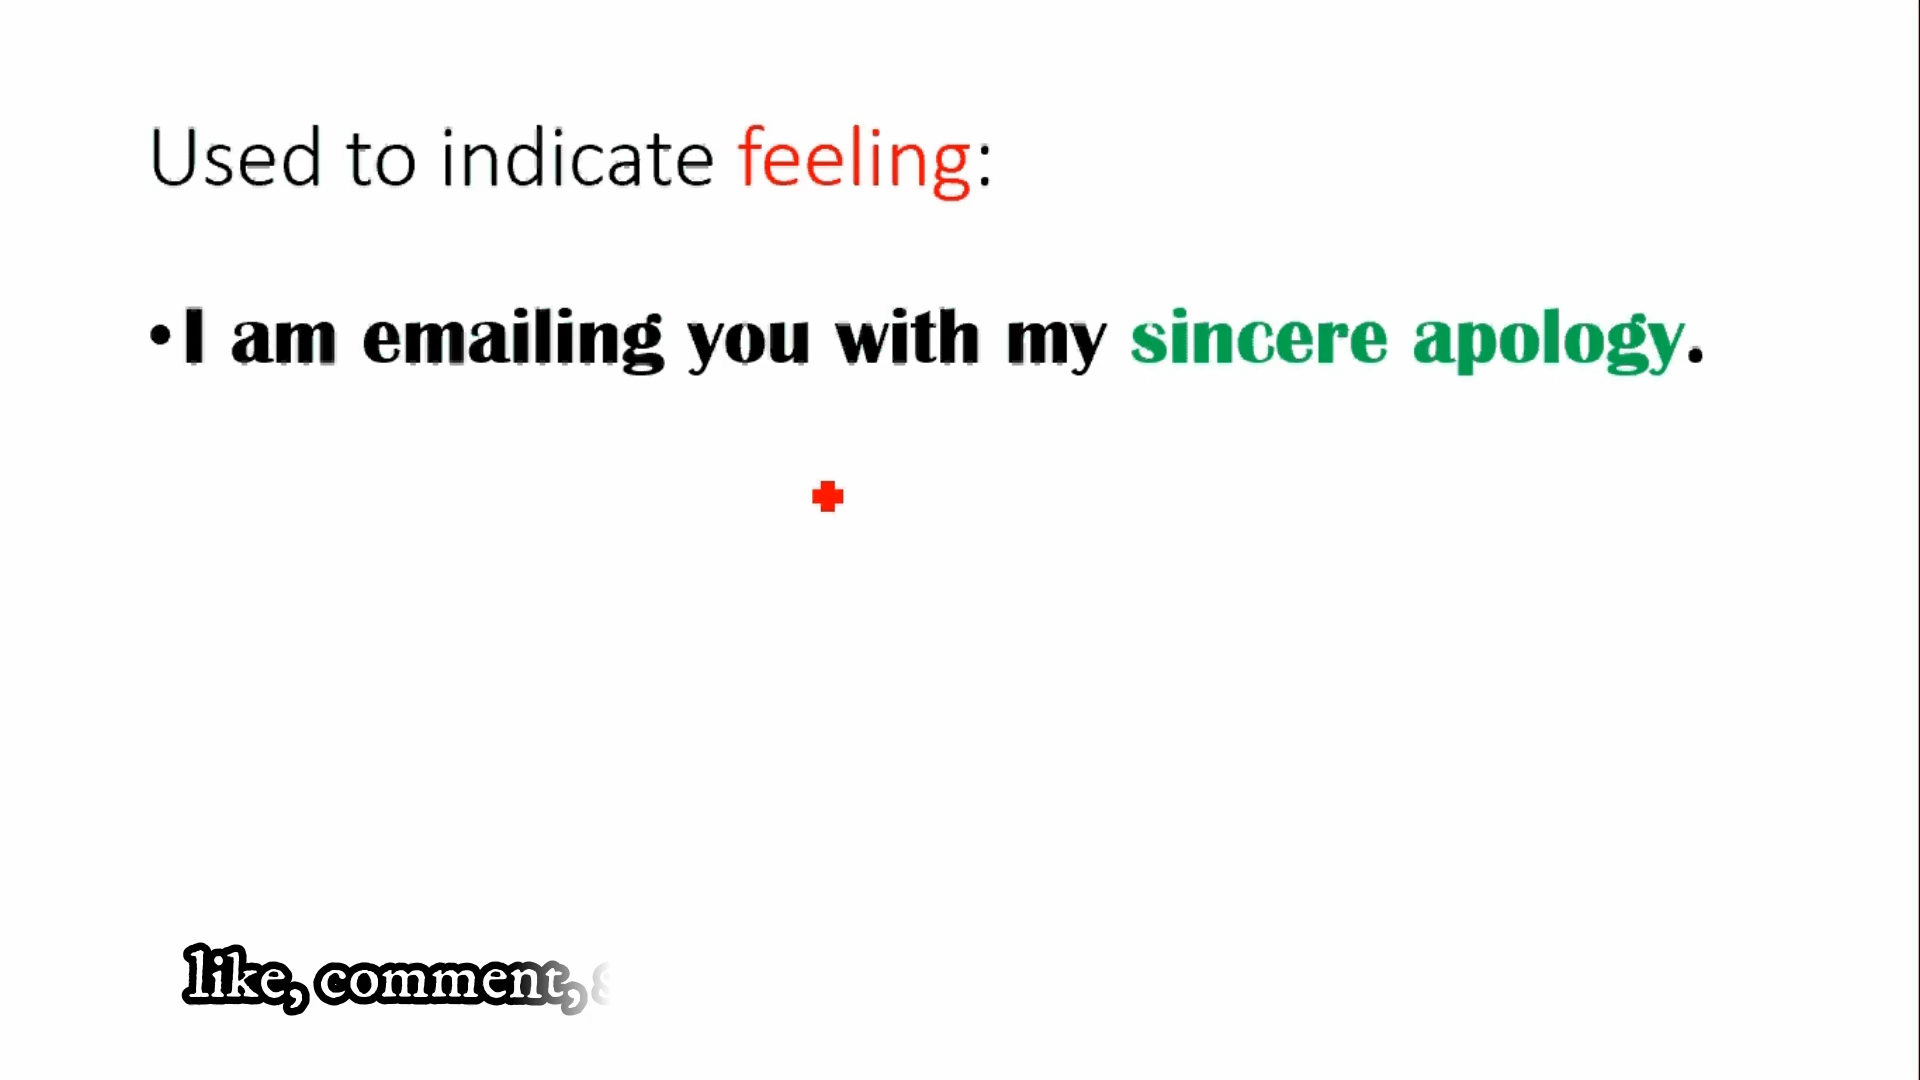 Used to indicate feeling:
•I am emailing you with my sincere apology.
like, comment,